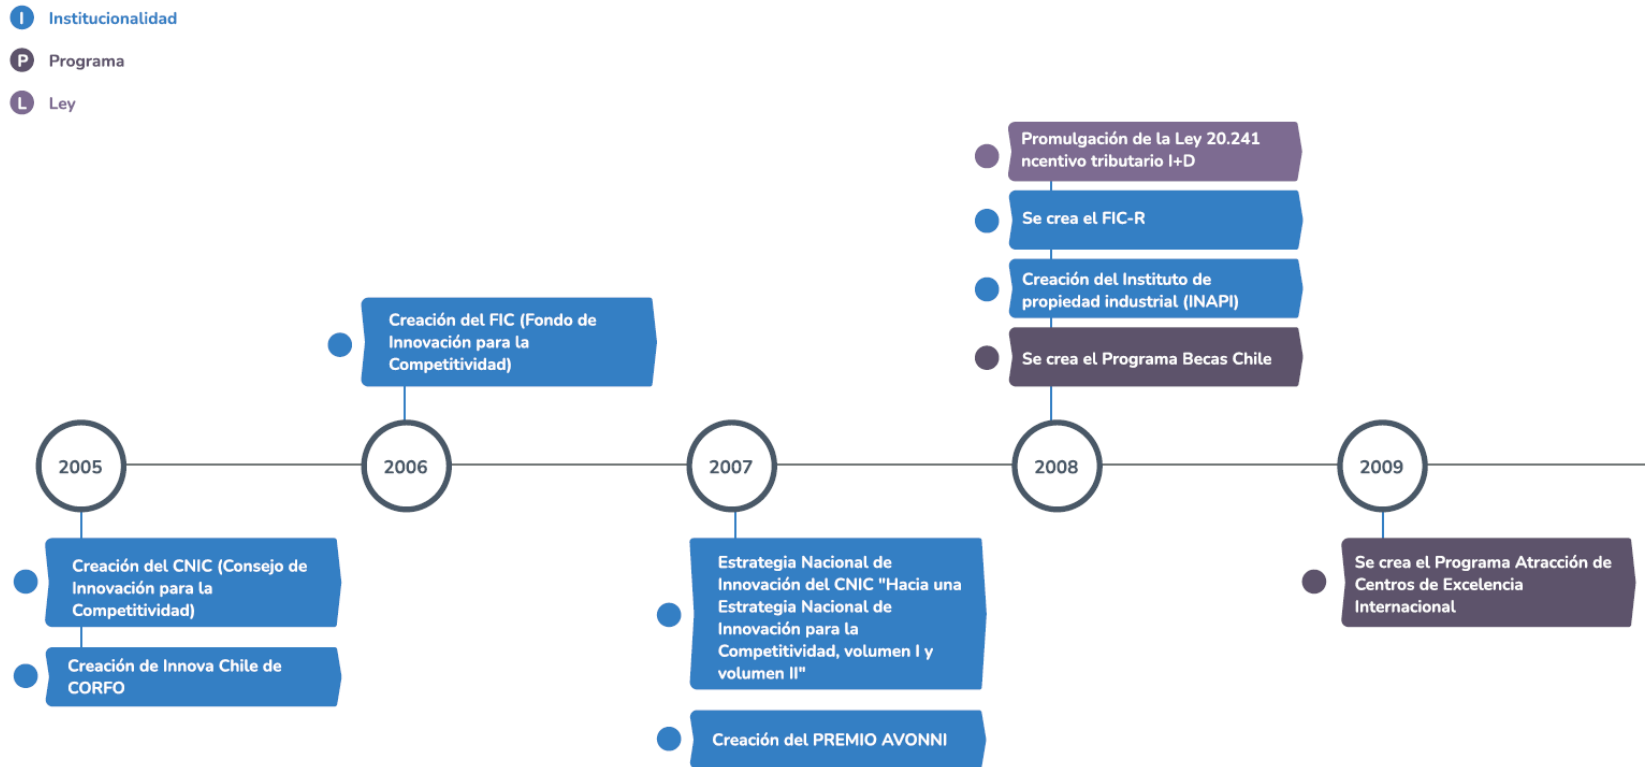 I Institucionalidad
P Programa
L Ley
Promulgación de la Ley 20.241
ncentivo tributario I+D
Se crea el FIC-R
Creación del Instituto de
propiedad industrial (INAPI)
Se crea el Programa Becas Chile
Creación del FIC (Fondo de
Innovación para la
Competitividad)
2005
2006
2007
2008
2009
Creación del CNIC (Consejo de
Innovación para la
Competitividad)
Creación de Innova Chile de
CORFO
Estrategia Nacional de
Innovación del CNIC "Hacia una
Estrategia Nacional de
Innovación para la
Competitividad, volumen I y
volumen II"
Creación del PREMIO AVONNI
Se crea el Programa Atracción de
Centros de Excelencia
Internacional